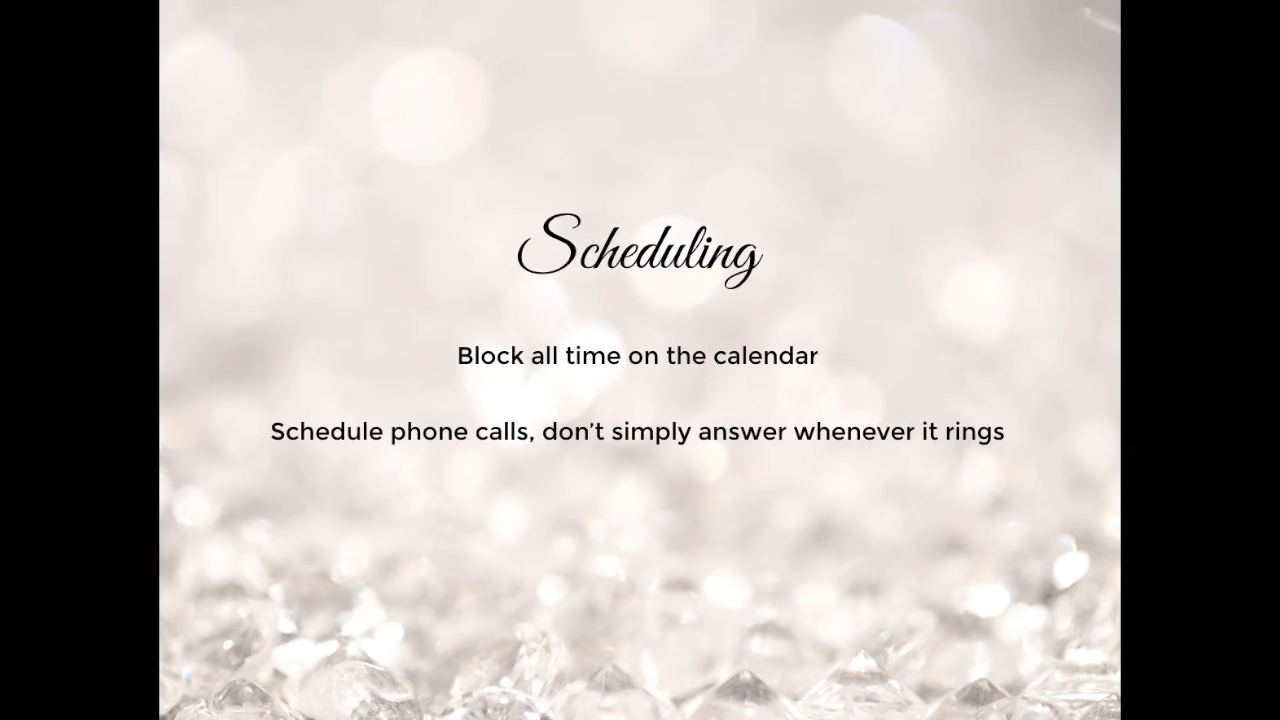 Scheduling
Block all time on the calendar
Schedule phone calls, don’t simply answer whenever it rings